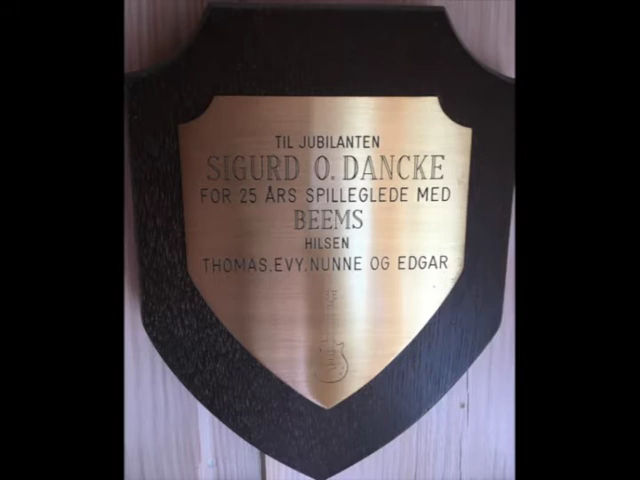 TIL JUBILANTEN
SIGURD O. DANCKE
FOR 25 ÅRS SPILLEGLEDE MED
BEEMS
HILSEN
THOMAS.EVY.NUNNE OG EDGAR